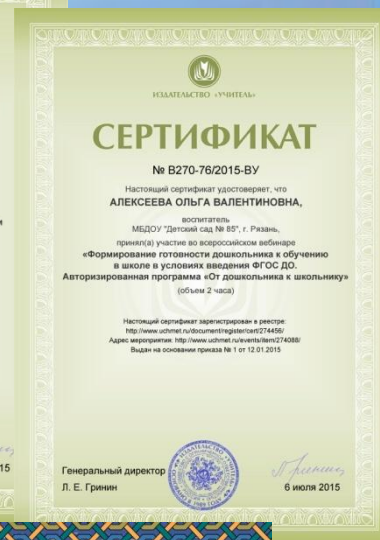 ИЗДАТЕЛЬСТВО «УЧИТЕЛЬ»
СЕРТИФИКАТ
№ В270-76/2015-ВУ
Настоящий сертификат удостоверяет, что
АЛЕКСЕЕВА ОЛЬГА ВАЛЕНТИНОВНА,
воспитатель
МБДОУ "Детский сад № 85", г. Рязань,
принял(а) участие во всероссийском вебинаре
«Формирование готовности дошкольника к обучению
в школе в условиях введения ФГОС ДО.
Авторизированная программа «От дошкольника к школьнику»
(объем 2 часа)
Настоящий сертификат зарегистрирован в реестре:
http://www.uchmet.ru/document/register/cert/274456/
Адрес мероприятия: http://www.uchmet.ru/events/item/274088/
Выдан на основании приказа № 1 от 12.01.2015
Генеральный директор
Л. Е. Гринин
6 июля 2015
15